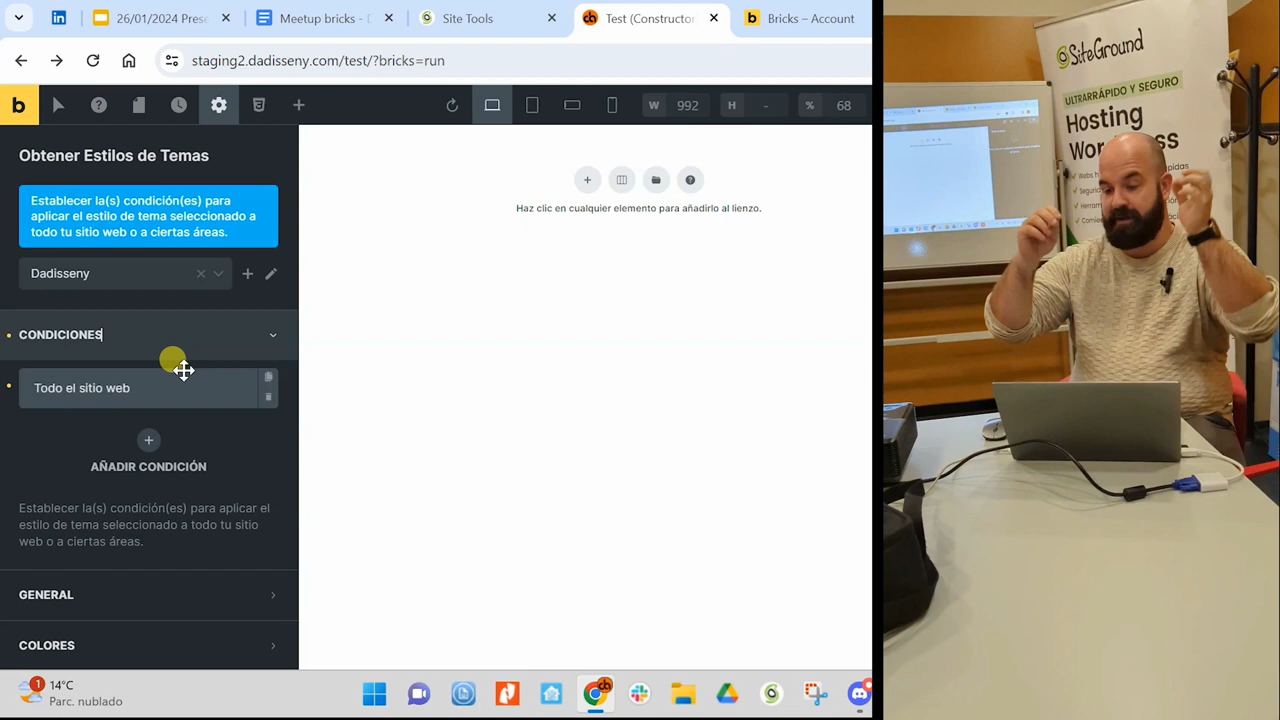 26/01/2024 Prese
Meetup bricks - D
Site Tools
Test (Constructor
Bricks – Account
staging2.dadisseny.com/test/?bricks=run
b
W 992 H - % 68
Obtener Estilos de Temas
Establecer la(s) condición(es) para
aplicar el estilo de tema seleccionado a
todo tu sitio web o a ciertas áreas.
Dadisseny
CONDICIONES
Todo el sitio web
AÑADIR CONDICIÓN
Establecer la(s) condición(es) para aplicar el
estilo de tema seleccionado a todo tu sitio
web o a ciertas áreas.
GENERAL
COLORES
Haz clic en cualquier elemento para añadirlo al lienzo.
1
14°C
Parc. nublado
SiteGround
ULTRARRÁPIDO Y SEGURO
Hosting